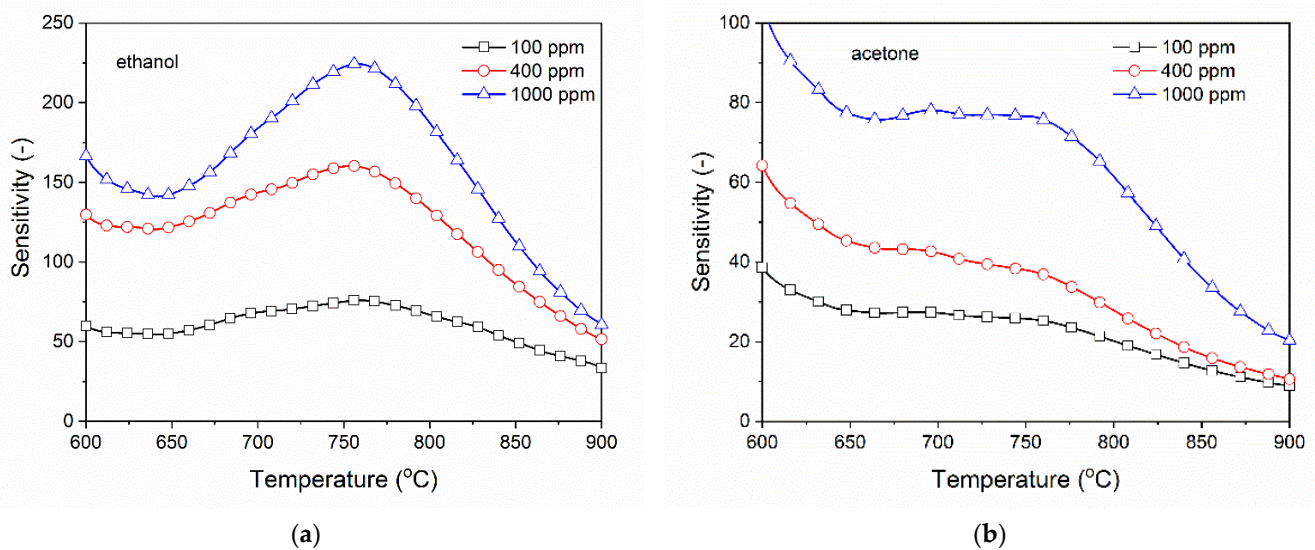 250
200
150
100
50
0
600 650 700 750 800 850 900
Sensitivity (-)
Temperature (°C)
ethanol
100 ppm
400 ppm
1000 ppm
(a)
100
80
60
40
20
0
600 650 700 750 800 850 900
Sensitivity (-)
Temperature (°C)
acetone
100 ppm
400 ppm
1000 ppm
(b)